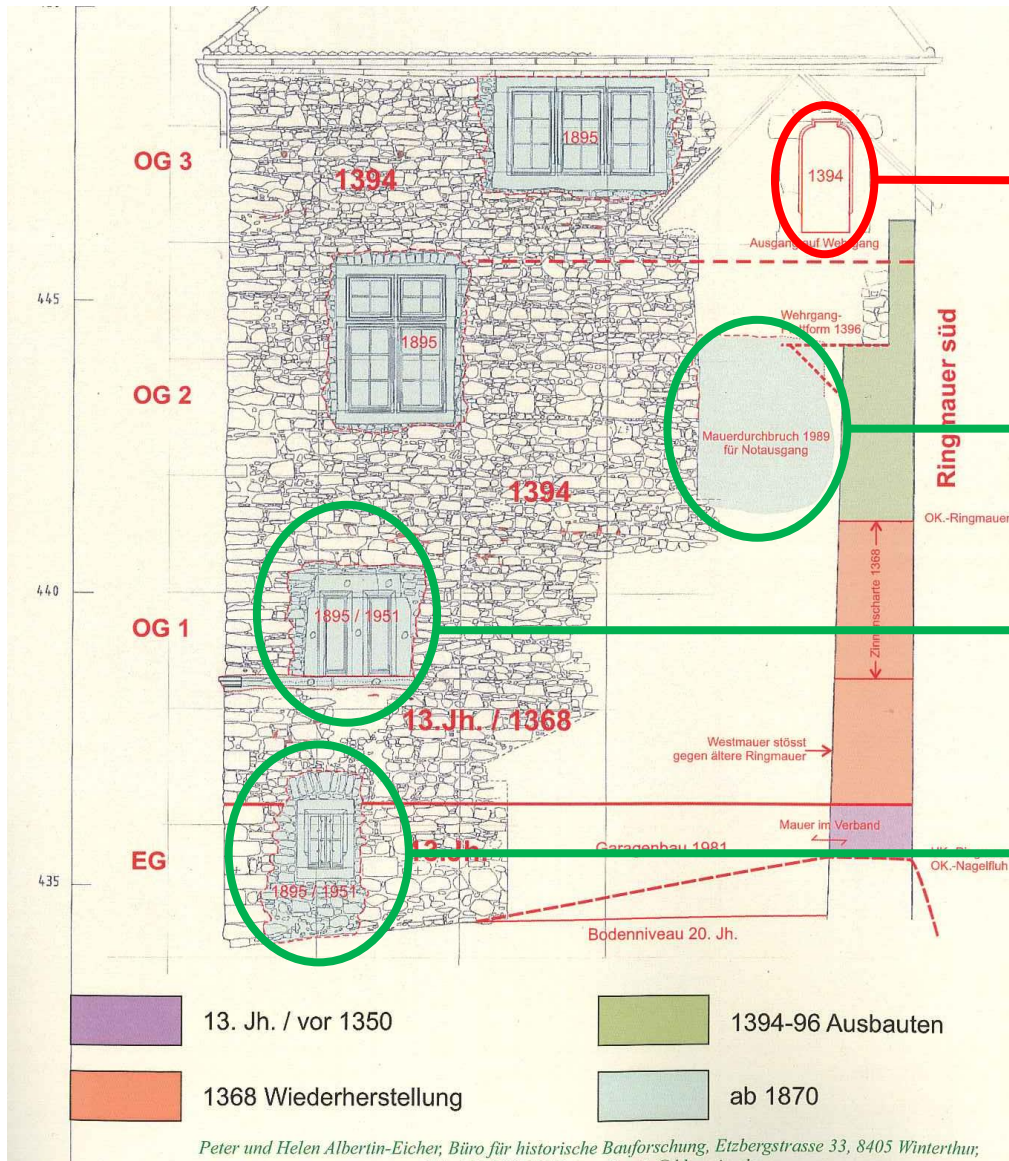 OG 3
1394
1895
1394
Ausgang auf Wehrgang
445
Wehrgang-
1396
1895
OG 2
Mauerdurchbruch 1989
für Notausgang
Ringmauer süd
1394
OK.-Ringmauer
440
OG 1
1895 / 1951
Zinnenscharte 1368
13.Jh. / 1368
Westmauer stösst
gegen ältere Ringmauer
Mauer im Verband
EG
13.Jh.
Garagenbau 1981
435
OK.-Nagelfluh
1895 / 1951
Bodenniveau 20. Jh.
13. Jh. / vor 1350
1394-96 Ausbauten
1368 Wiederherstellung
ab 1870
Peter und Helen Albertin-Eicher, Büro für historische Bauforschung, Etzbergstrasse 33, 8405 Winterthur,